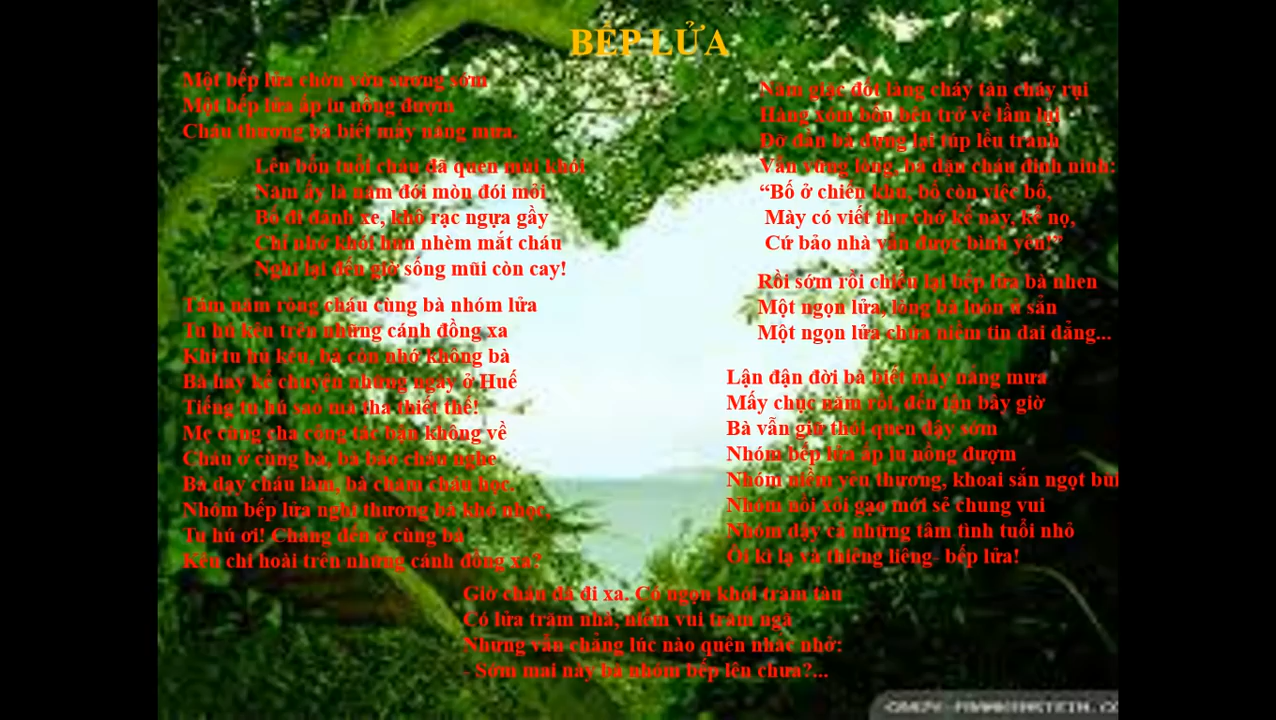 BẾP LỬA
Một bếp lửa chờn vờn sương sớm
Một bếp lửa ấp iu nồng đượm
Cháu thương bà biết mấy nắng mưa.
Lên bốn tuổi cháu đã quen mùi khói
Năm ấy là năm đói mòn đói mỏi
Bố đi đánh xe, khô rạc ngựa gầy
Chỉ nhớ khói hun nhèm mắt cháu
Nghĩ lại đến giờ sống mũi còn cay!
Tám năm ròng cháu cùng bà nhóm lửa
Tu hú kêu trên những cánh đồng xa
Khi tu hú kêu, bà còn nhớ không bà
Bà hay kể chuyện những ngày ở Huế
Tiếng tu hú sao mà tha thiết thế!
Mẹ cùng cha công tác bận không về
Cháu ở cùng bà, bà bảo cháu nghe
Bà dạy cháu làm, bà chăm cháu học,
Nhóm bếp lửa nghĩ thương bà khó nhọc,
Tu hú ơi! Chẳng đến ở cùng bà
Kêu chi hoài trên những cánh đồng xa?
Năm giặc đốt làng cháy tàn cháy rụi
Hàng xóm bốn bên trở về lầm lụi
Đỡ đần bà dựng lại túp lều tranh
Vẫn vững lòng, bà dặn cháu đinh ninh:
“Bố ở chiến khu, bố còn việc bố,
Mày có viết thư chớ kể này, kể nọ,
Cứ bảo nhà vẫn được bình yên!”
Rồi sớm rồi chiều lại bếp lửa bà nhen
Một ngọn lửa, lòng bà luôn ủ sẵn
Một ngọn lửa chứa niềm tin dai dẳng...
Lận đận đời bà biết mấy nắng mưa
Mấy chục năm rồi, đến tận bây giờ
Bà vẫn giữ thói quen dậy sớm
Nhóm bếp lửa ấp iu nồng đượm
Nhóm niềm yêu thương, khoai sắn ngọt bùi
Nhóm nồi xôi gạo mới sẻ chung vui
Nhóm dậy cả những tâm tình tuổi nhỏ
Ôi kì lạ và thiêng liêng- bếp lửa!
Giờ cháu đã đi xa. Có ngọn khói trăm tàu
Có lửa trăm nhà, niềm vui trăm ngả
Nhưng vẫn chẳng lúc nào quên nhắc nhở:
- Sớm mai này bà nhóm bếp lên chưa?...